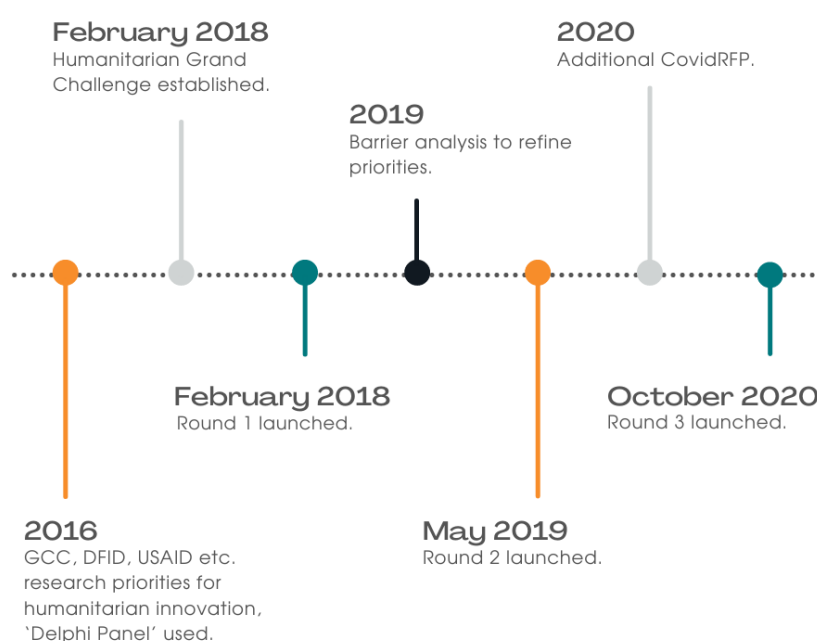 February 2018
Humanitarian Grand
Challenge established.
2020
Additional CovidRFP.
2019
Barrier analysis to refine
priorities.
February 2018
Round 1 launched.
October 2020
Round 3 launched.
2016
GCC, DFID, USAID etc.
research priorities for
humanitarian innovation,
‘Delphi Panel’ used.
May 2019
Round 2 launched.